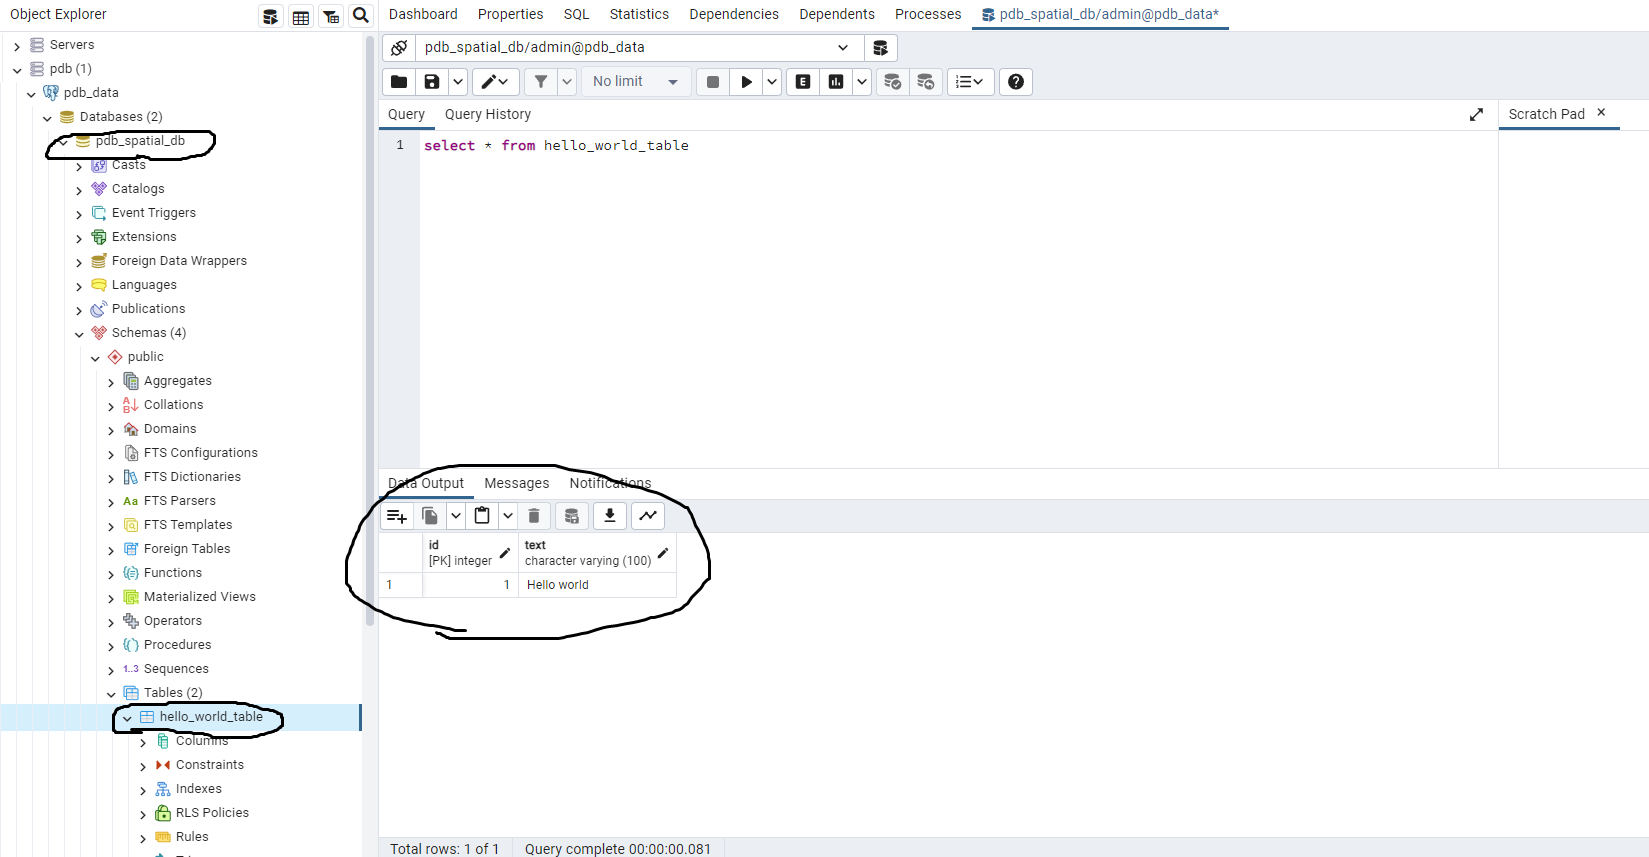 Object Explorer
Dashboard Properties SQL Statistics Dependencies Dependents Processes pdb_spatial_db/admin@pdb_data*
Servers
pdb (1)
pdb_data
Databases (2)
pdb_spatial_db
Casts
Catalogs
Event Triggers
Extensions
Foreign Data Wrappers
Languages
Publications
Schemas (4)
public
Aggregates
Collations
Domains
FTS Configurations
FTS Dictionaries
Aa FTS Parsers
FTS Templates
Foreign Tables
Functions
Materialized Views
Operators
Procedures
1..3 Sequences
Tables (2)
hello_world_table
Columns
Constraints
Indexes
RLS Policies
Rules
pdb_spatial_db/admin@pdb_data
No limit E
Query Query History
Scratch Pad
1 select * from hello_world_table
Data Output Messages Notifications
id text
[PK] integer character varying (100)
1 1 Hello world
Total rows: 1 of 1 Query complete 00:00:00.081